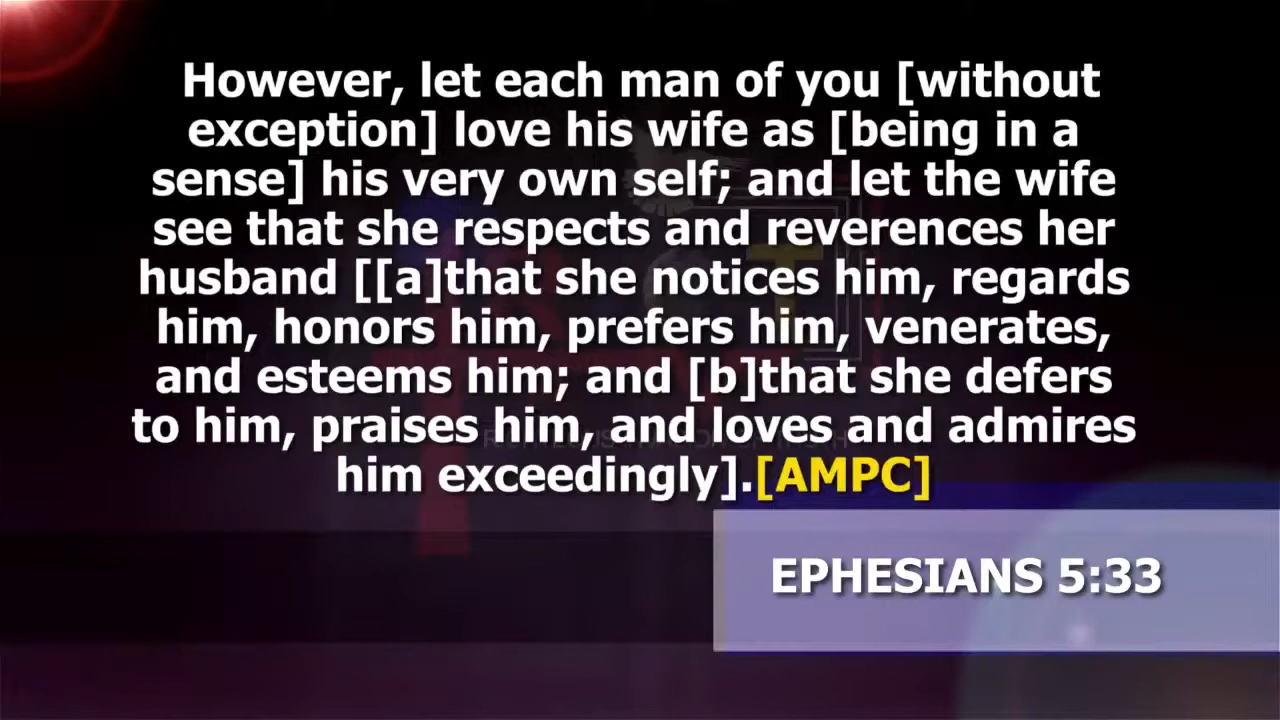 However, let each man of you [without
exception] love his wife as [being in a
sense] his very own self; and let the wife
see that she respects and reverences her
husband [[a]that she notices him, regards
him, honors him, prefers him, venerates,
and esteems him; and [b]that she defers
to him, praises him, and loves and admires
him exceedingly].[AMPC]
EPHESIANS 5:33